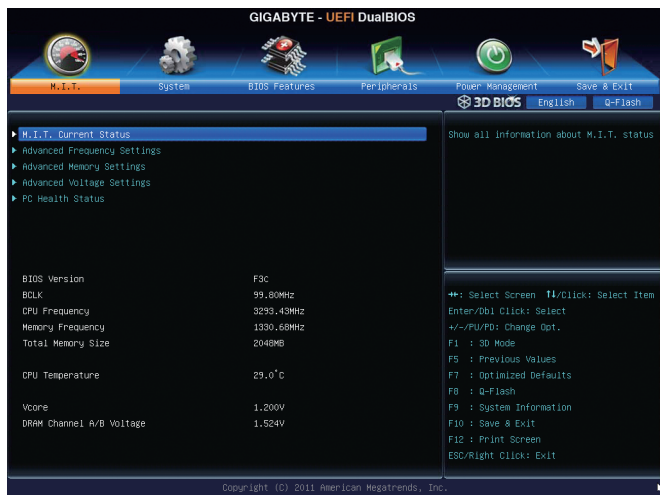 GIGABYTE - UEFI DualBIOS
M.I.T. System BIOS Features Peripherals Power Management Save & Exit
3D BIOS English Q-Flash
M.I.T. Current Status
Advanced Frequency Settings
Advanced Memory Settings
Advanced Voltage Settings
PC Health Status
Show all information about M.I.T. status
BIOS Version F3c
BCLK 99.80MHz
CPU Frequency 3293.43MHz
Memory Frequency 1330.68MHz
Total Memory Size 2048MB
CPU Temperature 29.0°C
Vcore 1.200V
DRAM Channel A/B Voltage 1.524V
→←: Select Screen ↑↓/Click: Select Item
Enter/Dbl Click: Select
+/-/PU/PD: Change Opt.
F1 : 3D Mode
F5 : Previous Values
F7 : Optimized Defaults
F8 : Q-Flash
F9 : System Information
F10 : Save & Exit
F12 : Print Screen
ESC/Right Click: Exit
Copyright (C) 2011 American Megatrends, Inc.